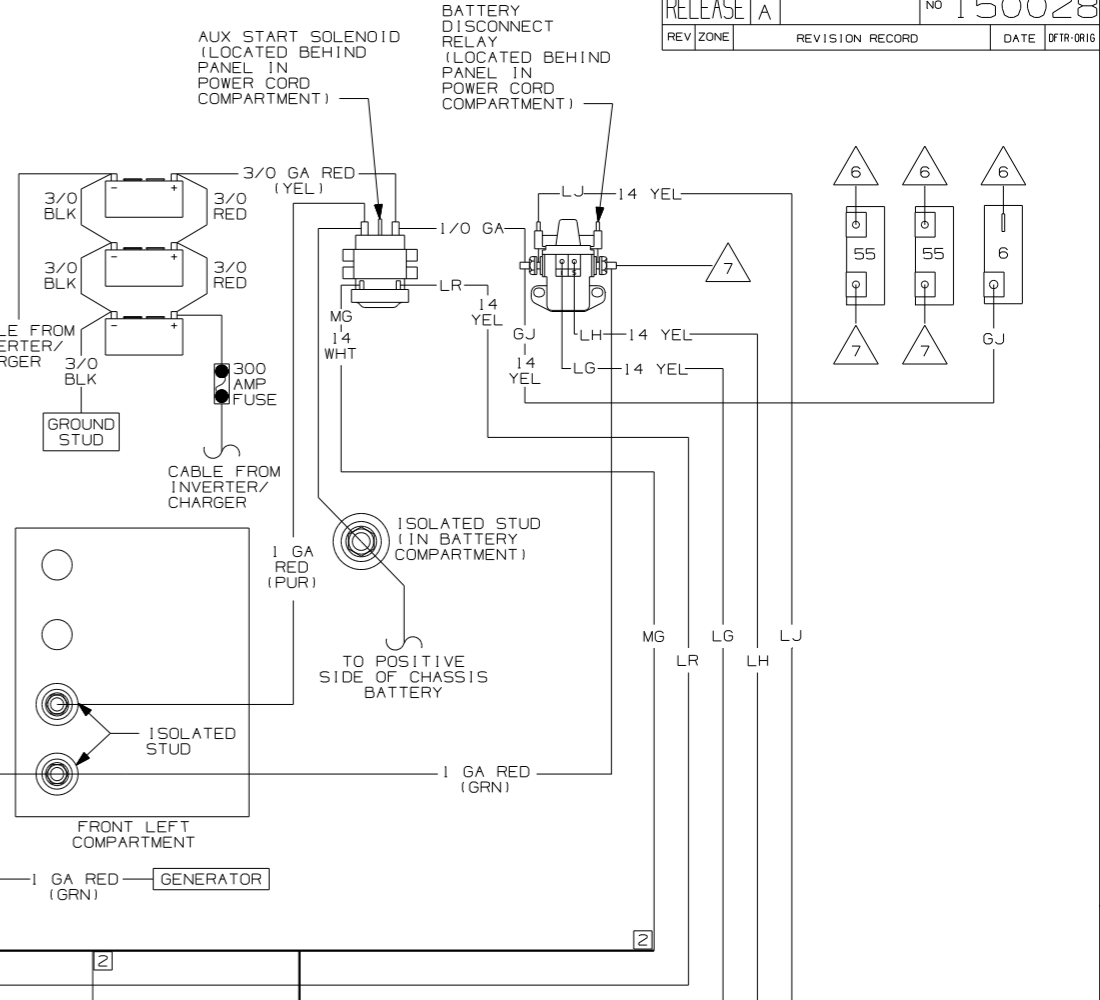 RELEASE A
NO 150028
REV ZONE REVISION RECORD DATE DFTR-ORIG
AUX START SOLENOID
(LOCATED BEHIND
PANEL IN
POWER CORD
COMPARTMENT)
BATTERY
DISCONNECT
RELAY
(LOCATED BEHIND
PANEL IN
POWER CORD
COMPARTMENT)
3/0 GA RED
(YEL)
3/0
BLK
3/0
RED
3/0
BLK
3/0
RED
- +
- +
- +
LE FROM
ERTER/
RGER
3/0
BLK
GROUND
STUD
300
AMP
FUSE
CABLE FROM
INVERTER/
CHARGER
1/0 GA
LR
14
YEL
MG
14
WHT
LJ 14 YEL
7
GJ
14
YEL
LH 14 YEL
LG 14 YEL
6
6
6
55
55
6
7
7
GJ
1 GA
RED
(PUR)
ISOLATED STUD
(IN BATTERY
COMPARTMENT)
TO POSITIVE
SIDE OF CHASSIS
BATTERY
MG
LR
LG
LH
LJ
ISOLATED
STUD
1 GA RED
(GRN)
FRONT LEFT
COMPARTMENT
1 GA RED
(GRN)
GENERATOR
2
2